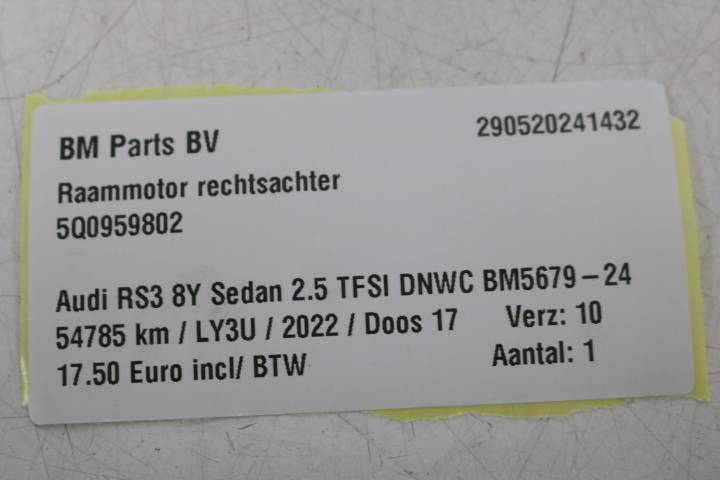 BM Parts BV 290520241432
Raammotor rechtsachter
5Q0959802
Audi RS3 8Y Sedan 2.5 TFSI DNWC BM5679-24
54785 km / LY3U / 2022 / Doos 17 Verz: 10
17.50 Euro incl/ BTW Aantal: 1